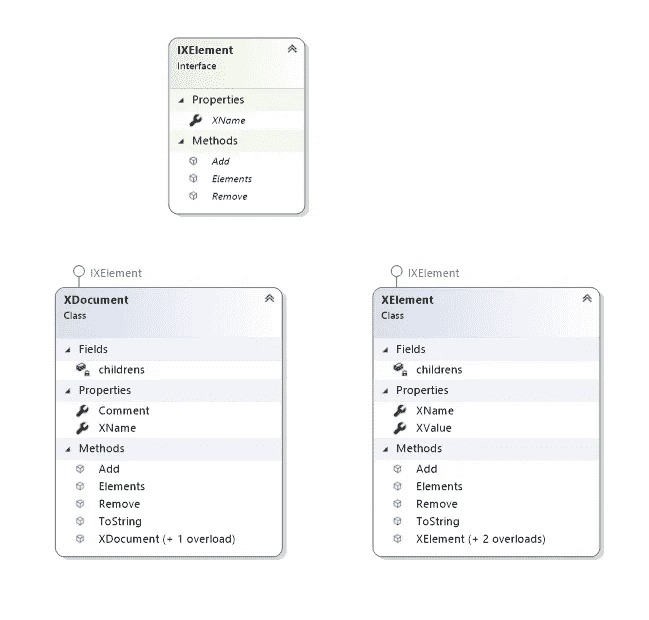 IXElement
Interface
Properties
XName
Methods
Add
Elements
Remove
IXElement
XDocument
Class
Fields
childrens
Properties
Comment
XName
Methods
Add
Elements
Remove
ToString
XDocument (+ 1 overload)
IXElement
XElement
Class
Fields
childrens
Properties
XName
XValue
Methods
Add
Elements
Remove
ToString
XElement (+ 2 overloads)